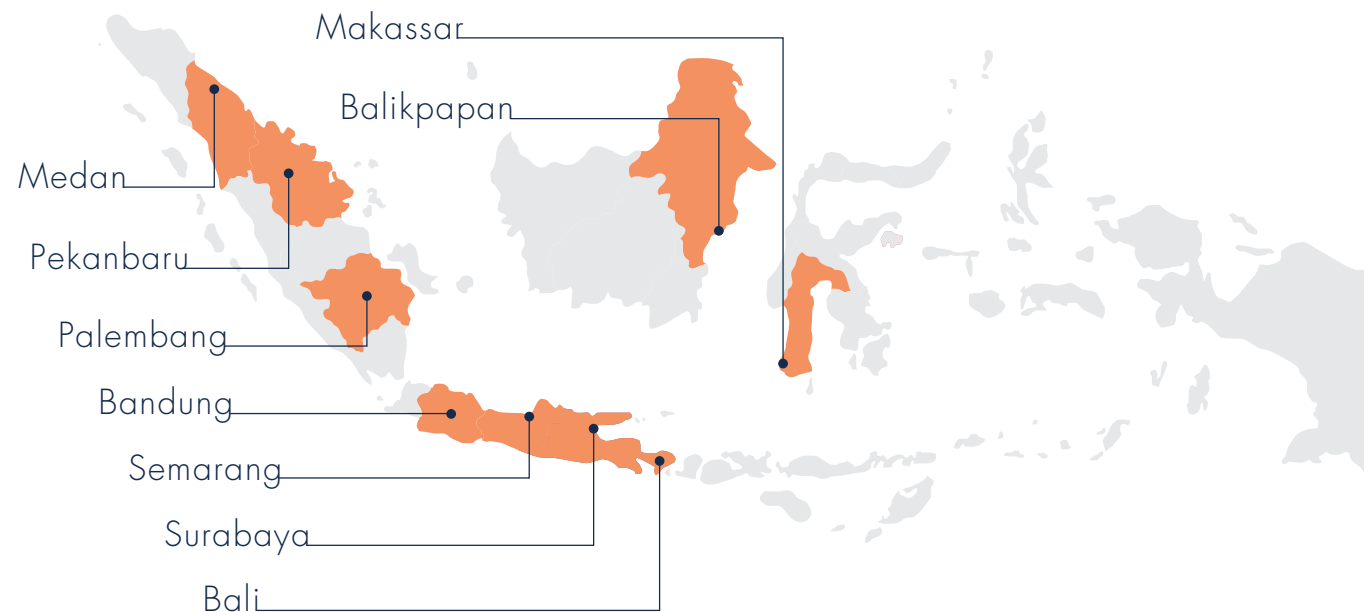 Makassar
Balikpapan
Medan
Pekanbaru
Palembang
Bandung
Semarang
Surabaya
Bali